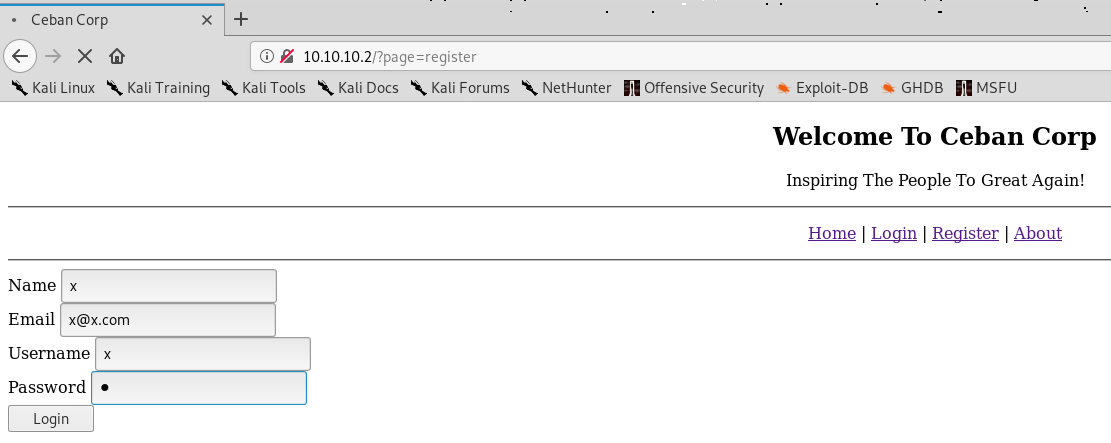 Ceban Corp
10.10.10.2/?page=register
Kali Linux Kali Training Kali Tools Kali Docs Kali Forums NetHunter Offensive Security Exploit-DB GHDB MSFU
Welcome To Ceban Corp
Inspiring The People To Great Again!
Home | Login | Register | About
Name x
Email x@x.com
Username x
Password ●
Login